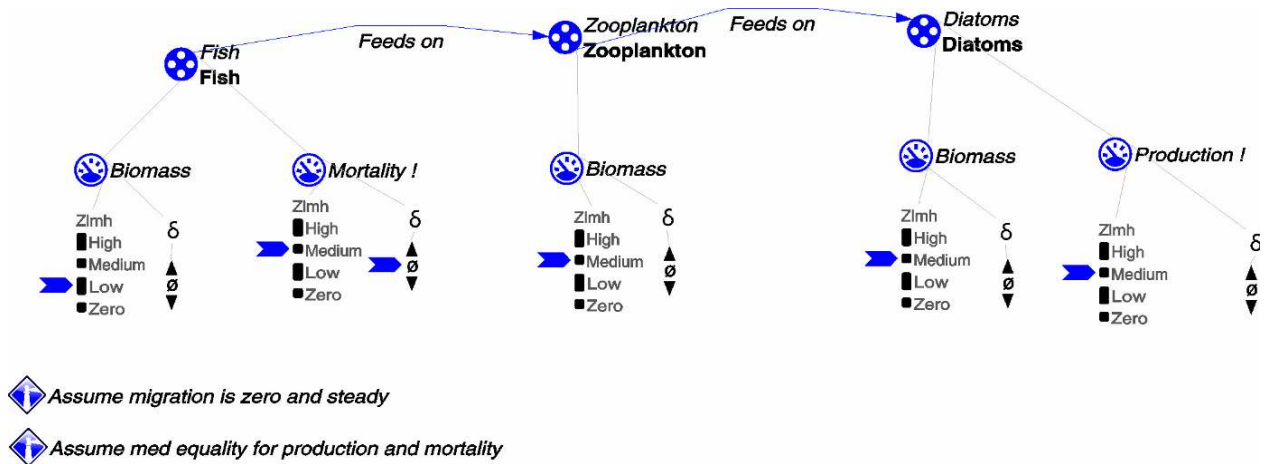 Fish
Fish
Feeds on
Zooplankton
Zooplankton
Feeds on
Diatoms
Diatoms
Biomass
Zlmh
High
Medium
Low
Zero
δ
ø
Mortality !
Zlmh
High
Medium
Low
Zero
δ
ø
Biomass
Zlmh
High
Medium
Low
Zero
δ
ø
Biomass
Zlmh
High
Medium
Low
Zero
δ
ø
Production !
Zlmh
High
Medium
Low
Zero
δ
ø
Assume migration is zero and steady
Assume med equality for production and mortality